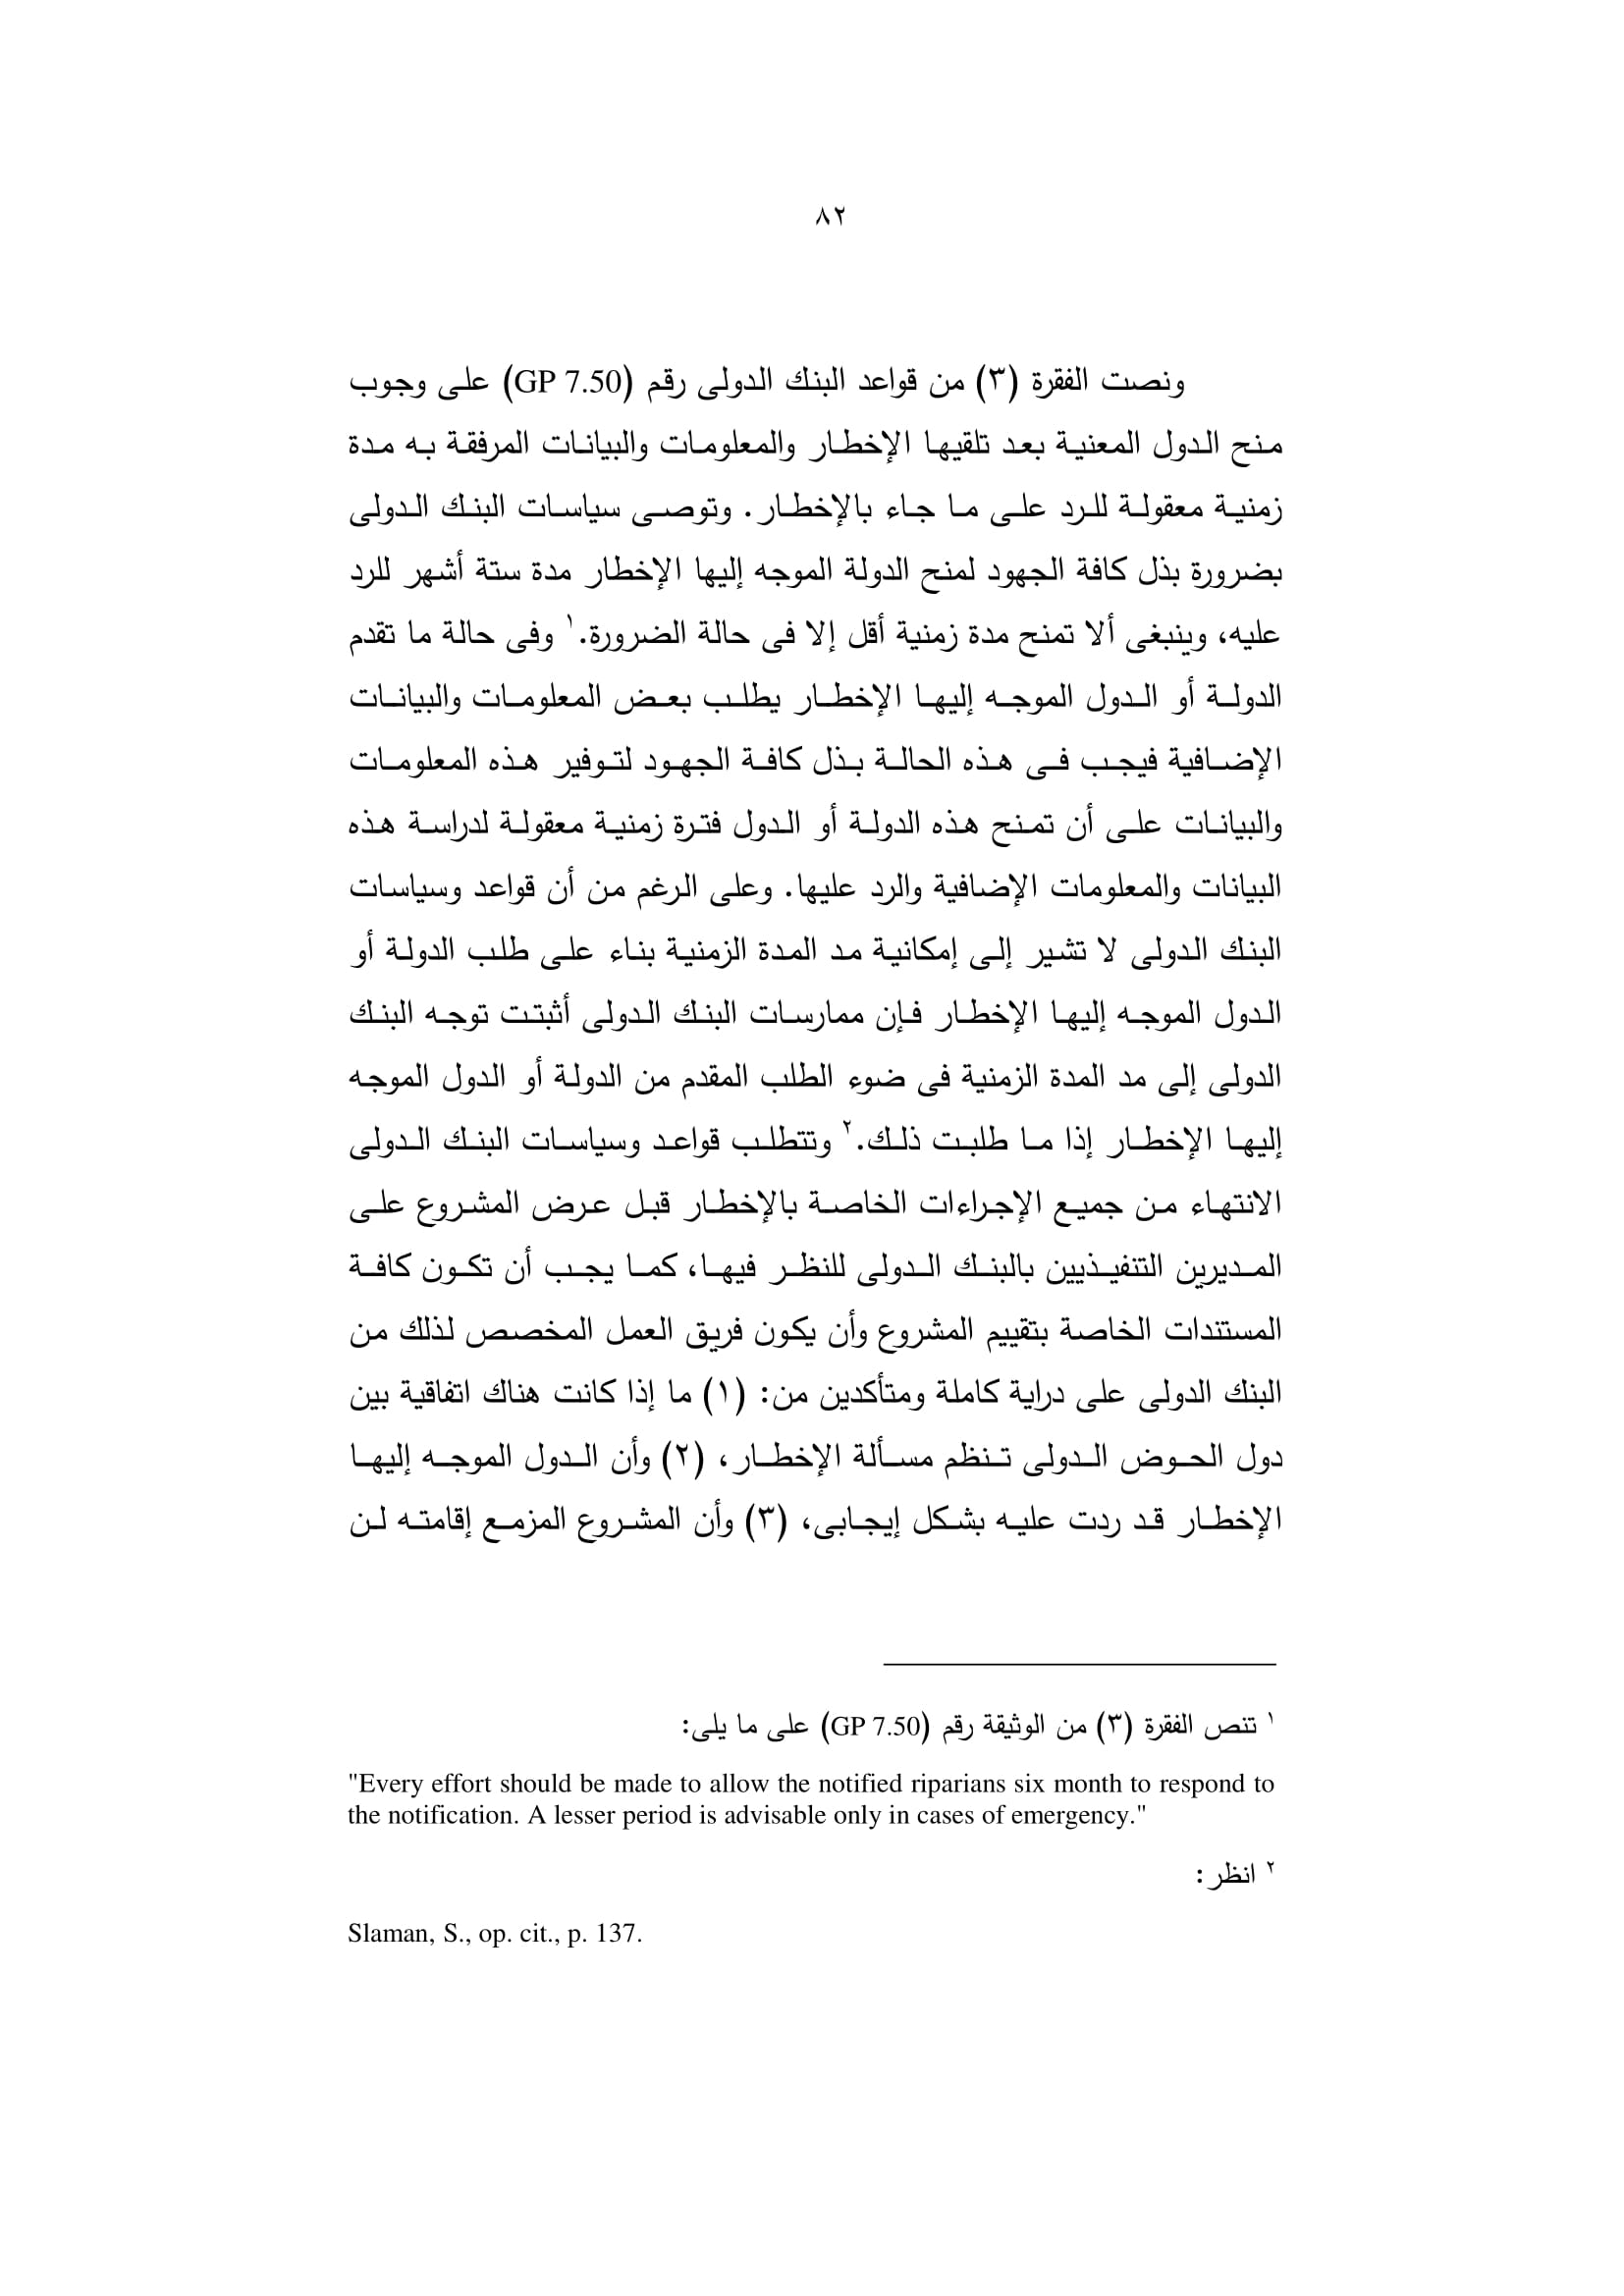 ٨٢
ونصت الفقرة (٣) من قواعد البنك الدولى رقم (GP 7.50) على وجوب
منح الدول المعنية بعد تلقيها الإخطار والمعلومات والبيانات المرفقة به مدة
زمنية معقولة للرد على ما جاء بالإخطار. وتوصى سياسات البنك الدولى
بضرورة بذل كافة الجهود لمنح الدولة الموجه إليها الإخطار مدة ستة أشهر للرد
عليه، وينبغى ألا تمنح مدة زمنية أقل إلا فى حالة الضرورة.١ وفى حالة ما تقدم
الدولة أو الدول الموجه إليها الإخطار يطلب بعض المعلومات والبيانات
الإضافية فيجب فى هذه الحالة بذل كافة الجهود لتوفير هذه المعلومات
والبيانات على أن تمنح هذه الدولة أو الدول فترة زمنية معقولة لدراسة هذه
البيانات والمعلومات الإضافية والرد عليها. وعلى الرغم من أن قواعد وسياسات
البنك الدولى لا تشير إلى إمكانية مد المدة الزمنية بناء على طلب الدولة أو
الدول الموجه إليها الإخطار فإن ممارسات البنك الدولى أثبتت توجه البنك
الدولى إلى مد المدة الزمنية فى ضوء الطلب المقدم من الدولة أو الدول الموجه
إليها الإخطار إذا ما طلبت ذلك.٢ وتتطلب قواعد وسياسات البنك الدولى
الانتهاء من جميع الإجراءات الخاصة بالإخطار قبل عرض المشروع على
المديرين التنفيذيين بالبنك الدولى للنظر فيها، كما يجب أن تكون كافة
المستندات الخاصة بتقييم المشروع وأن يكون فريق العمل المخصص لذلك من
البنك الدولى على دراية كاملة ومتأكدين من: (١) ما إذا كانت هناك اتفاقية بين
دول الحوض الدولى تنظم مسألة الإخطار، (٢) وأن الدول الموجه إليها
الإخطار قد ردت عليه بشكل إيجابى، (٣) وأن المشروع المزمع إقامته لن
١ تنص الفقرة (٣) من الوثيقة رقم (GP 7.50) على ما يلى:
"Every effort should be made to allow the notified riparians six month to respond to
the notification. A lesser period is advisable only in cases of emergency."
٢ انظر:
Slaman, S., op. cit., p. 137.